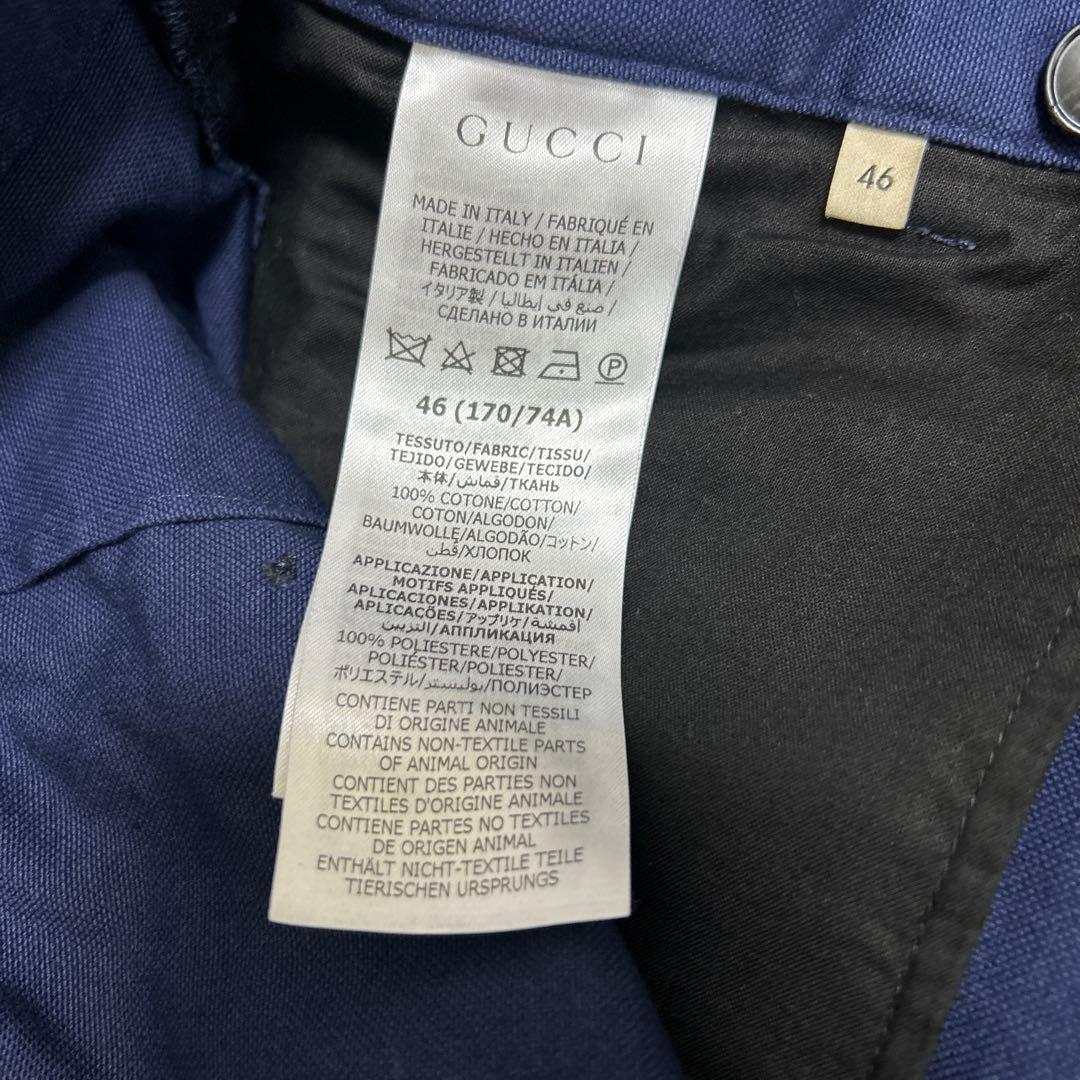 GUCCI
MADE IN ITALY / FABRIQUÉ EN
ITALIE / HECHO EN ITALIA /
HERGESTELLT IN ITALIEN /
FABRICADO EM ITÁLIA /
イタリア製 / صنع في إيطاليا /
СДЕЛАНО В ИТАЛИИ
P
46 (170/74A)
TESSUTO/FABRIC/TISSU/
TEJIDO/GEWEBE/TECIDO/
本体/قماش/ТКАНЬ
100% COTONE/COTTON/
COTON/ALGODON/
BAUMWOLLE/ALGODÃO/コットン/
قطن/ХЛОПОК
APPLICAZIONE/APPLICATION/
MOTIFS APPLIQUÉS/
APLICACIONES/APPLIKATION/
APLICAÇÕES/アップリケ/أقمشة
التزيين/АППЛИКАЦИЯ
100% POLIESTERE/POLYESTER/
POLIÉSTER/POLIESTER/
ポリエステル/بوليستر/ПОЛИЭСТЕР
CONTIENE PARTI NON TESSILI
DI ORIGINE ANIMALE
CONTAINS NON-TEXTILE PARTS
OF ANIMAL ORIGIN
CONTIENT DES PARTIES NON
TEXTILES D'ORIGINE ANIMALE
CONTIENE PARTES NO TEXTILES
DE ORIGEN ANIMAL
ENTHÄLT NICHT-TEXTILE TEILE
TIERISCHEN URSPRUNGS
46